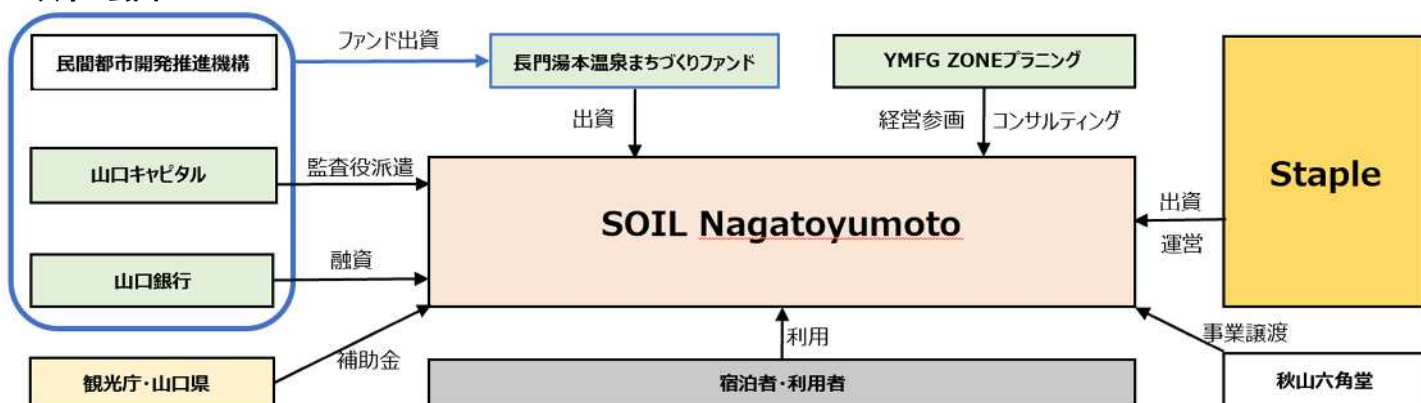 民間都市開発推進機構
ファンド出資
長門湯本温泉まちづくりファンド
YMFG ZONEプラニング
出資
経営参画
コンサルティング
山口キャピタル
監査役派遣
SOIL Nagatoyumoto
Staple
出資
運営
山口銀行
融資
補助金
利用
事業譲渡
観光庁・山口県
宿泊者・利用者
秋山六角堂